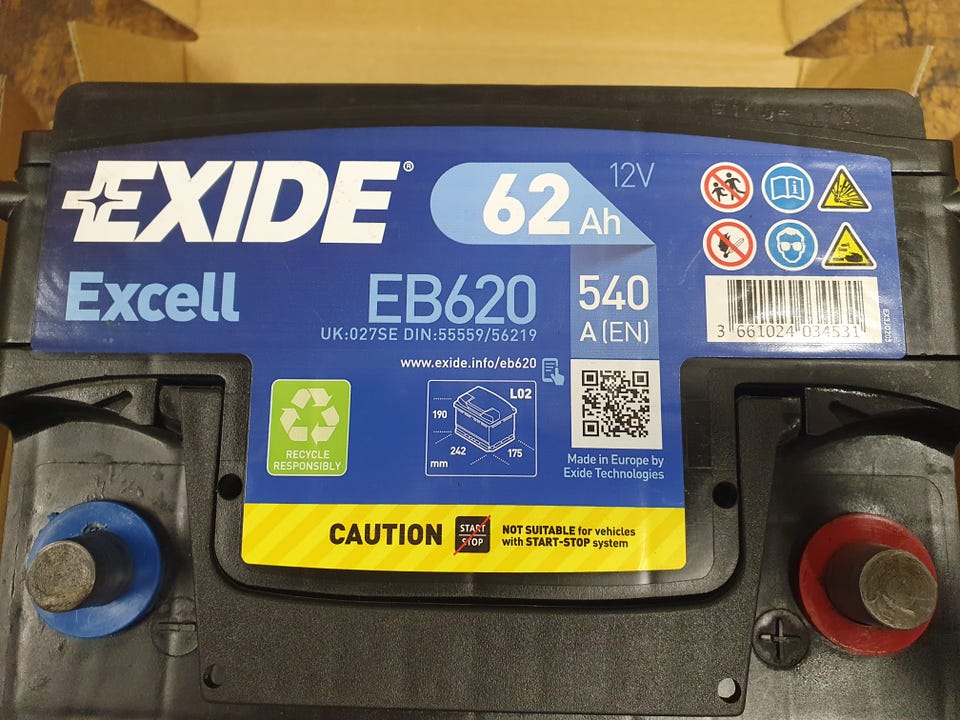 EXIDE®
62 Ah
12V
Excell
EB620
540
A (EN)
UK:027SE DIN:55559/56219
3 661024 034531
EX3J0203
www.exide.info/eb620
L02
190
242
175
mm
RECYCLE
RESPONSIBLY
Made in Europe by
Exide Technologies
CAUTION
START
STOP
NOT SUITABLE for vehicles
with START-STOP system